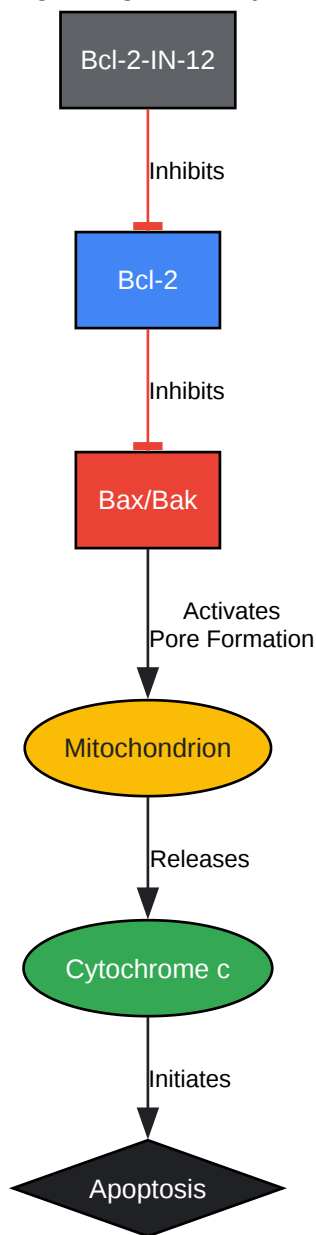 Bcl-2-IN-12
Inhibits
Bcl-2
Inhibits
Bax/Bak
Activates
Pore Formation
Mitochondrion
Releases
Cytochrome c
Initiates
Apoptosis